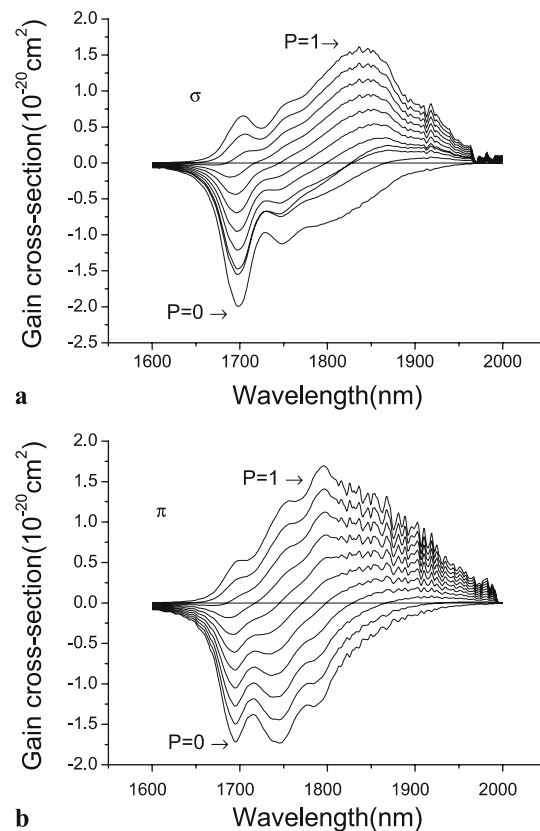 Gain cross-section(10⁻²⁰cm²)
2.0
1.5
1.0
0.5
0.0
-0.5
-1.0
-1.5
-2.0
-2.5
P=1→
σ
P=0→
1600 1700 1800 1900 2000
Wavelength(nm)
a
Gain cross-section(10⁻²⁰cm²)
2.0
1.5
1.0
0.5
0.0
-0.5
-1.0
-1.5
-2.0
P=1→
π
P=0→
1600 1700 1800 1900 2000
Wavelength(nm)
b